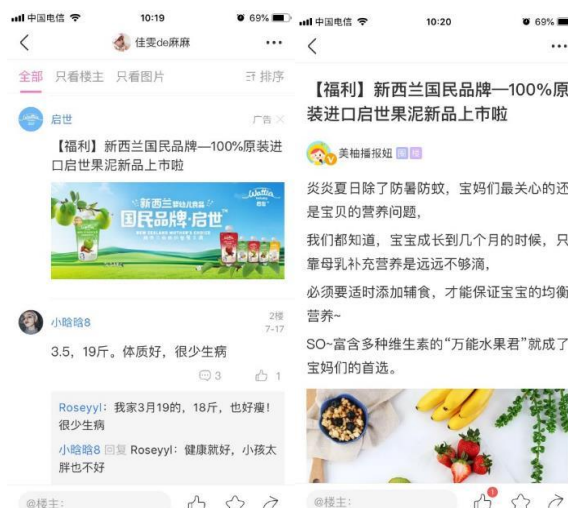 中国电信
10:19
69%
佳雯de麻麻
全部 只看楼主 只看图片
排序
启世
广告
【福利】新西兰国民品牌—100%原装进
口启世果泥新品上市啦
新西兰婴幼儿食品
国民品牌·启世
NEW ZEALAND MOTHER'S CHOICE
Wattie's
小晗晗8
2楼
7-17
3.5，19斤。体质好，很少生病
3
1
Roseyyl：我家3月19的，18斤，也好瘦！
很少生病
小晗晗8 回复 Roseyyl：健康就好，小孩太
胖也不好
@楼主：
中国电信
10:20
69%
【福利】新西兰国民品牌—100%原
装进口启世果泥新品上市啦
美柚播报妞
炎炎夏日除了防暑防蚊，宝妈们最关心的还
是宝贝的营养问题，
我们都知道，宝宝成长到几个月的时候，只
靠母乳补充营养是远远不够滴，
必须要适时添加辅食，才能保证宝宝的均衡
营养~
SO~富含多种维生素的“万能水果君”就成了
宝妈们的首选。
@楼主：
1